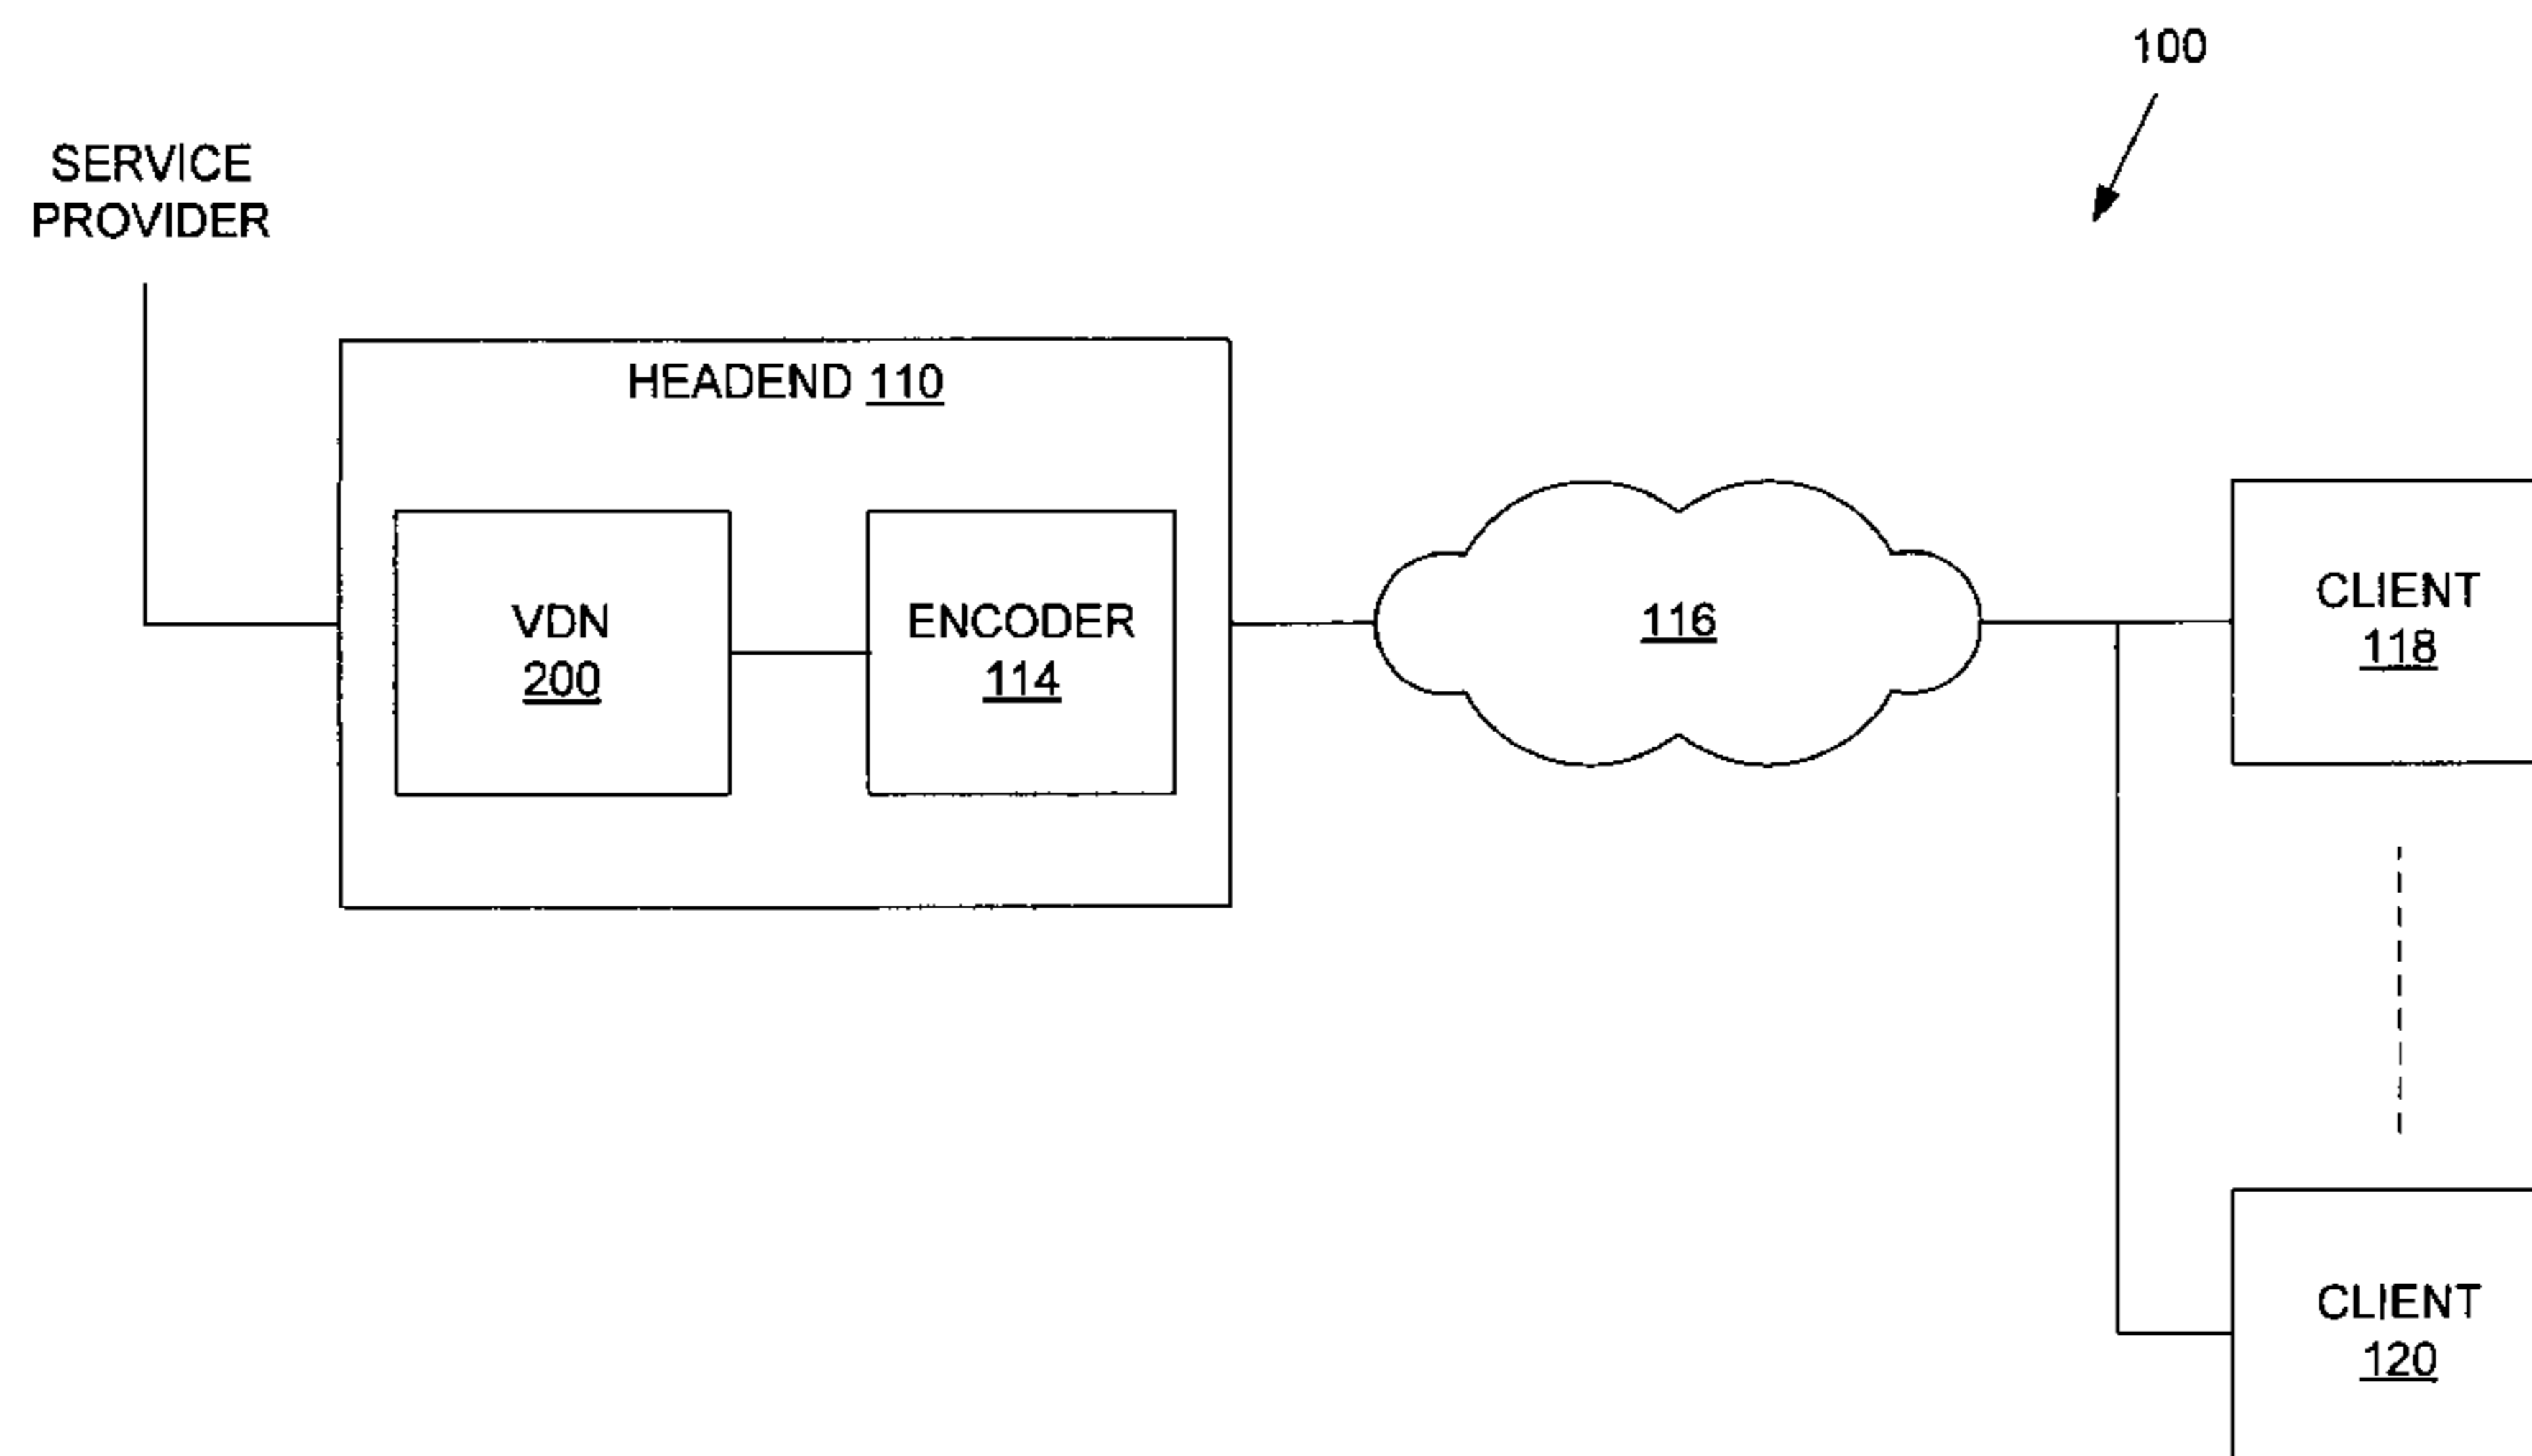 100
SERVICE
PROVIDER
HEADEND 110
VDN
200
ENCODER
114
116
CLIENT
118
CLIENT
120